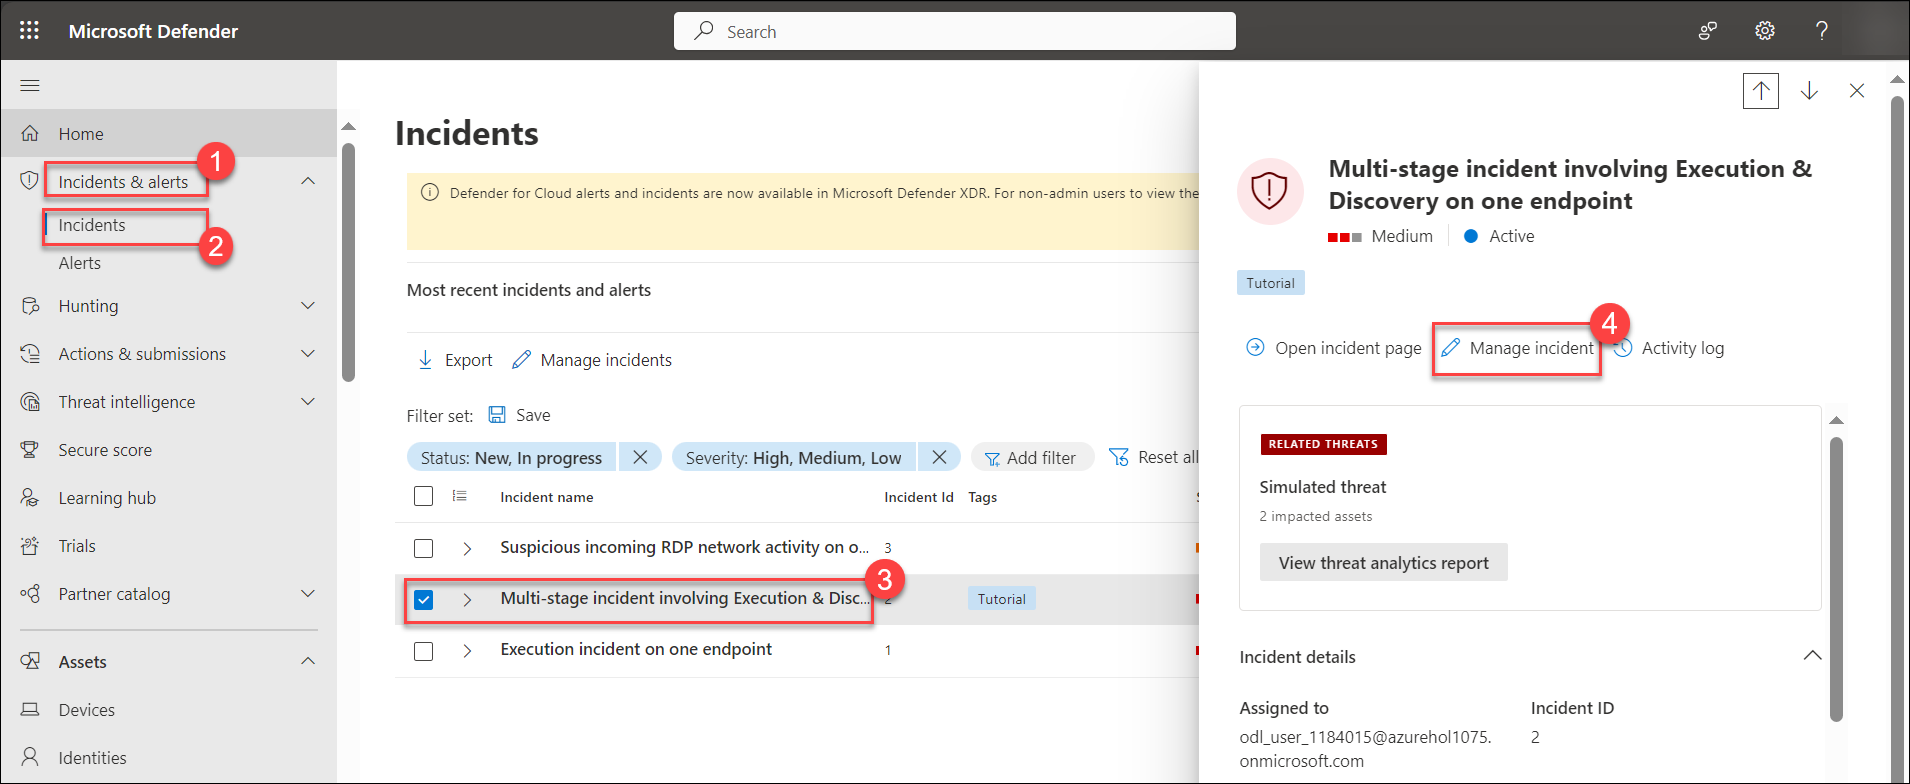 Microsoft Defender
Search
Home
Incidents & alerts
1
Incidents
2
Alerts
Hunting
Actions & submissions
Threat intelligence
Secure score
Learning hub
Trials
Partner catalog
Assets
Devices
Identities
Incidents
Defender for Cloud alerts and incidents are now available in Microsoft Defender XDR. For non-admin users to view the
Most recent incidents and alerts
Export Manage incidents
Filter set: Save
Status: New, In progress Severity: High, Medium, Low Add filter Reset all
Incident name Incident Id Tags
Suspicious incoming RDP network activity on o... 3
3
Multi-stage incident involving Execution & Disc... 2 Tutorial
Execution incident on one endpoint 1
Multi-stage incident involving Execution &
Discovery on one endpoint
Medium Active
Tutorial
4
Open incident page Manage incident Activity log
RELATED THREATS
Simulated threat
2 impacted assets
View threat analytics report
Incident details
Assigned to Incident ID
odl_user_1184015@azurehol1075. 2
onmicrosoft.com